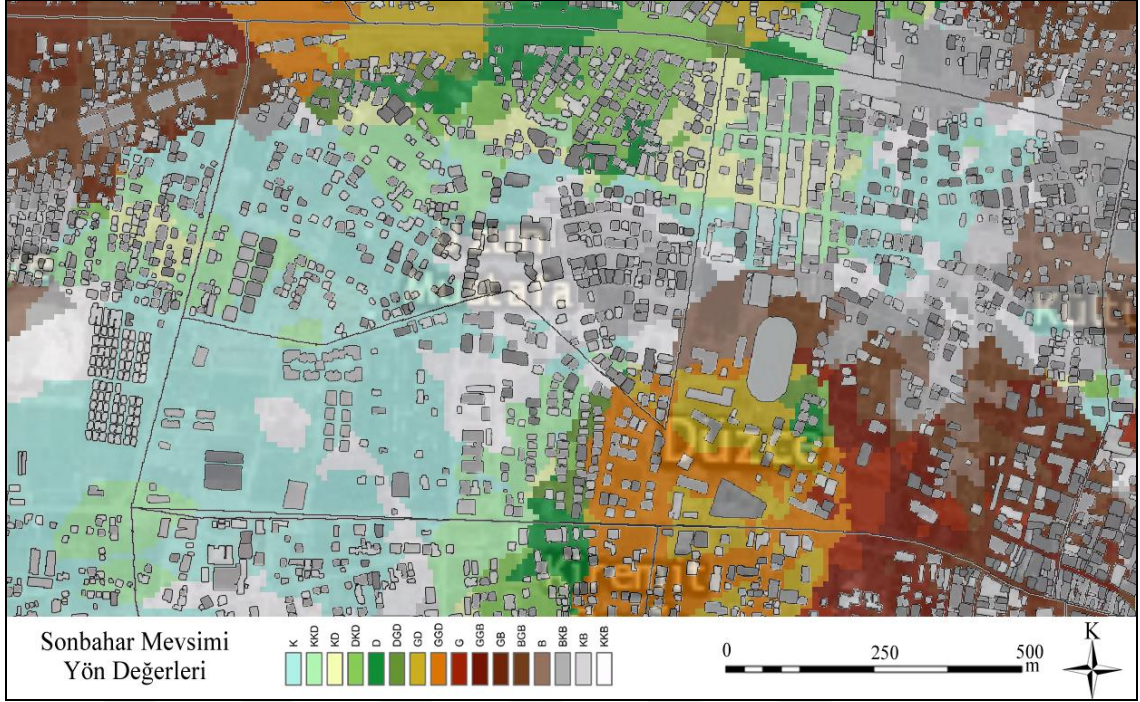 Düzce
Sonbahar Mevsimi
Yön Değerleri
K
KKD
KD
DKD
D
DGD
GD
GGD
G
GGB
GB
BGB
B
BKB
KB
KKB
0 250 500
m
K